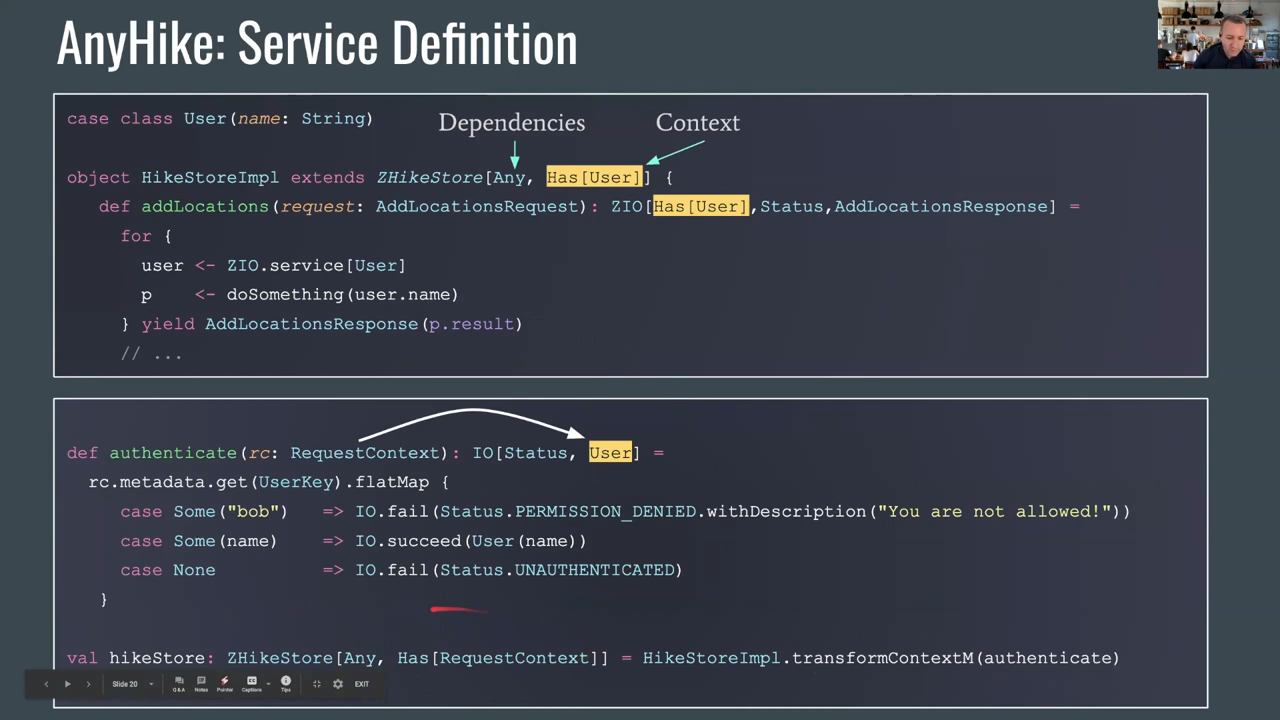 AnyHike: Service Definition
case class User(name: String)
Dependencies
Context
object HikeStoreImpl extends ZHikeStore[Any, Has[User]] {
def addLocations(request: AddLocationsRequest): ZIO[Has[User],Status,AddLocationsResponse] =
for {
user <- ZIO.service[User]
p <- doSomething(user.name)
} yield AddLocationsResponse(p.result)
// ...
def authenticate(rc: RequestContext): IO[Status, User] =
rc.metadata.get(UserKey).flatMap {
case Some("bob") => IO.fail(Status.PERMISSION_DENIED.withDescription("You are not allowed!"))
case Some(name) => IO.succeed(User(name))
case None => IO.fail(Status.UNAUTHENTICATED)
}
val hikeStore: ZHikeStore[Any, Has[RequestContext]] = HikeStoreImpl.transformContextM(authenticate)
Slide 20
Q & A
Notes
Pointer
Captions
Tips
EXIT